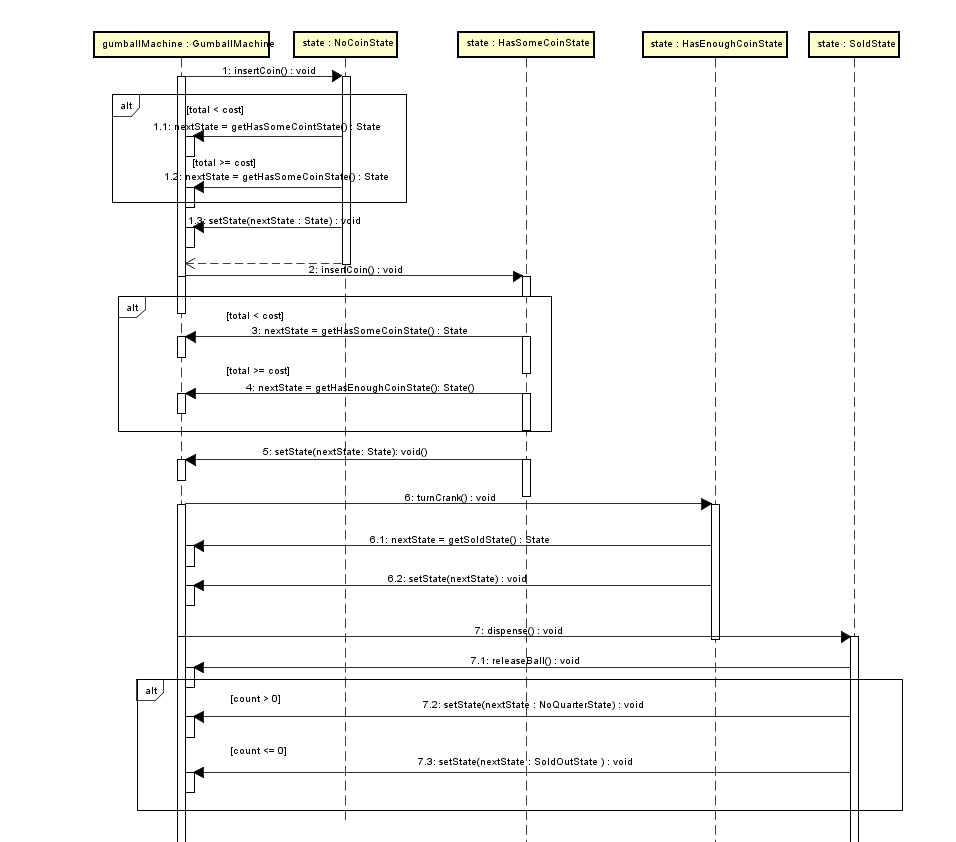 gumballMachine : GumballMachine
state : NoCoinState
state : HasSomeCoinState
state : HasEnoughCoinState
state : SoldState
1: insertCoin() : void
alt
[total < cost]
1.1: nextState = getHasSomeCointState() : State
[total >= cost]
1.2: nextState = getHasSomeCoinState() : State
1.3: setState(nextState : State) : void
2: insertCoin() : void
alt
[total < cost]
3: nextState = getHasSomeCoinState() : State
[total >= cost]
4: nextState = getHasEnoughCoinState(): State()
5: setState(nextState: State): void()
6: turnCrank() : void
6.1: nextState = getSoldState() : State
6.2: setState(nextState) : void
7: dispense() : void
7.1: releaseBall() : void
alt
[count > 0]
7.2: setState(nextState : NoQuarterState) : void
[count <= 0]
7.3: setState(nextState : SoldOutState ) : void